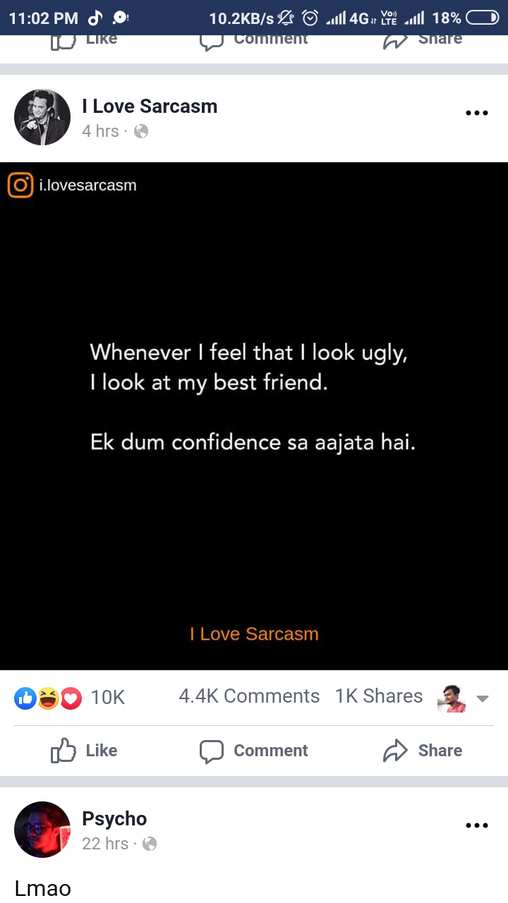 11:02 PM 10.2KB/s 4G Vo)) LTE 18%
Like Comment Share
I Love Sarcasm
4 hrs ·
i.lovesarcasm
Whenever I feel that I look ugly,
I look at my best friend.
Ek dum confidence sa aajata hai.
I Love Sarcasm
10K 4.4K Comments 1K Shares
Like Comment Share
Psycho
22 hrs ·
Lmao